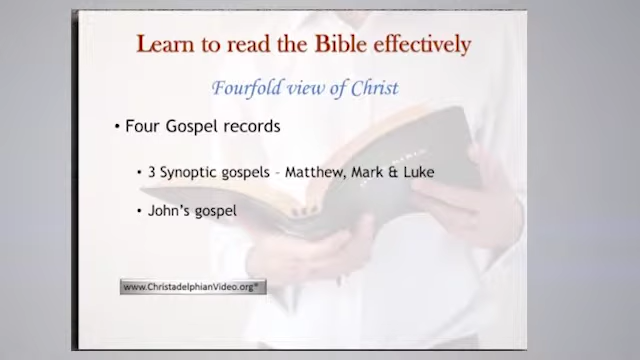 Learn to read the Bible effectively
Fourfold view of Christ
• Four Gospel records
• 3 Synoptic gospels – Matthew, Mark & Luke
• John's gospel
www.ChristadelphianVideo.org®